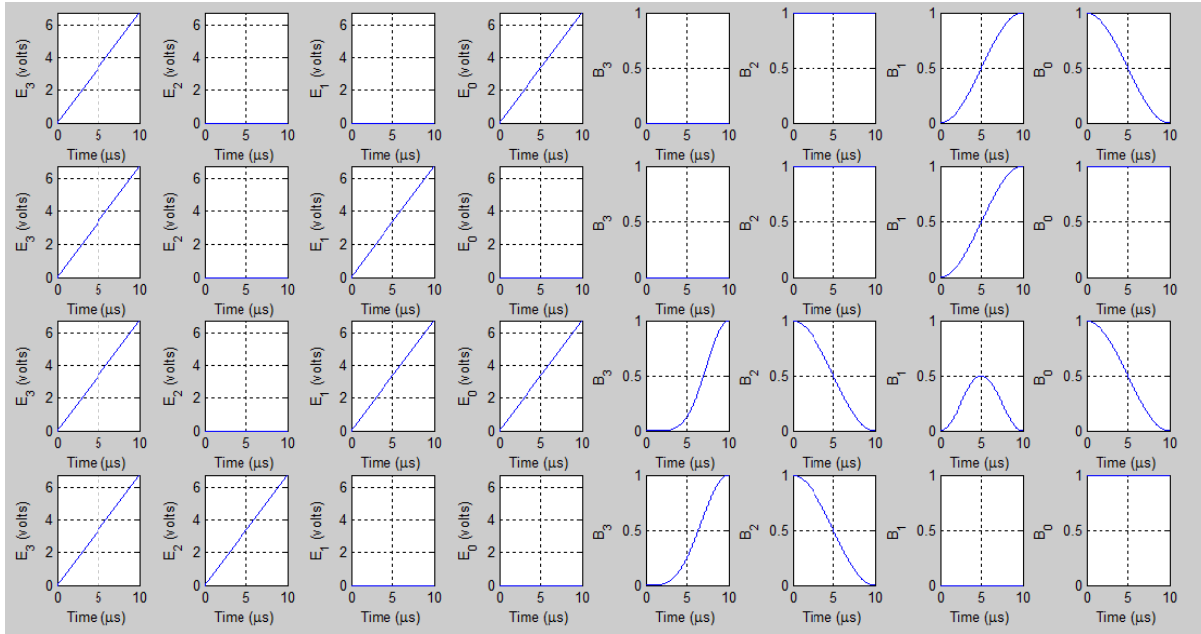 E₃ (volts) 6 4 2 0 0 5 10 Time (μs)
E₂ (volts) 6 4 2 0 0 5 10 Time (μs)
E₁ (volts) 6 4 2 0 0 5 10 Time (μs)
E₀ (volts) 6 4 2 0 0 5 10 Time (μs)
B₃ 1 0.5 0 0 5 10 Time (μs)
B₂ 1 0.5 0 0 5 10 Time (μs)
B₁ 1 0.5 0 0 5 10 Time (μs)
B₀ 1 0.5 0 0 5 10 Time (μs)
E₃ (volts) 6 4 2 0 0 5 10 Time (μs)
E₂ (volts) 6 4 2 0 0 5 10 Time (μs)
E₁ (volts) 6 4 2 0 0 5 10 Time (μs)
E₀ (volts) 6 4 2 0 0 5 10 Time (μs)
B₃ 1 0.5 0 0 5 10 Time (μs)
B₂ 1 0.5 0 0 5 10 Time (μs)
B₁ 1 0.5 0 0 5 10 Time (μs)
B₀ 1 0.5 0 0 5 10 Time (μs)
E₃ (volts) 6 4 2 0 0 5 10 Time (μs)
E₂ (volts) 6 4 2 0 0 5 10 Time (μs)
E₁ (volts) 6 4 2 0 0 5 10 Time (μs)
E₀ (volts) 6 4 2 0 0 5 10 Time (μs)
B₃ 1 0.5 0 0 5 10 Time (μs)
B₂ 1 0.5 0 0 5 10 Time (μs)
B₁ 1 0.5 0 0 5 10 Time (μs)
B₀ 1 0.5 0 0 5 10 Time (μs)
E₃ (volts) 6 4 2 0 0 5 10 Time (μs)
E₂ (volts) 6 4 2 0 0 5 10 Time (μs)
E₁ (volts) 6 4 2 0 0 5 10 Time (μs)
E₀ (volts) 6 4 2 0 0 5 10 Time (μs)
B₃ 1 0.5 0 0 5 10 Time (μs)
B₂ 1 0.5 0 0 5 10 Time (μs)
B₁ 1 0.5 0 0 5 10 Time (μs)
B₀ 1 0.5 0 0 5 10 Time (μs)